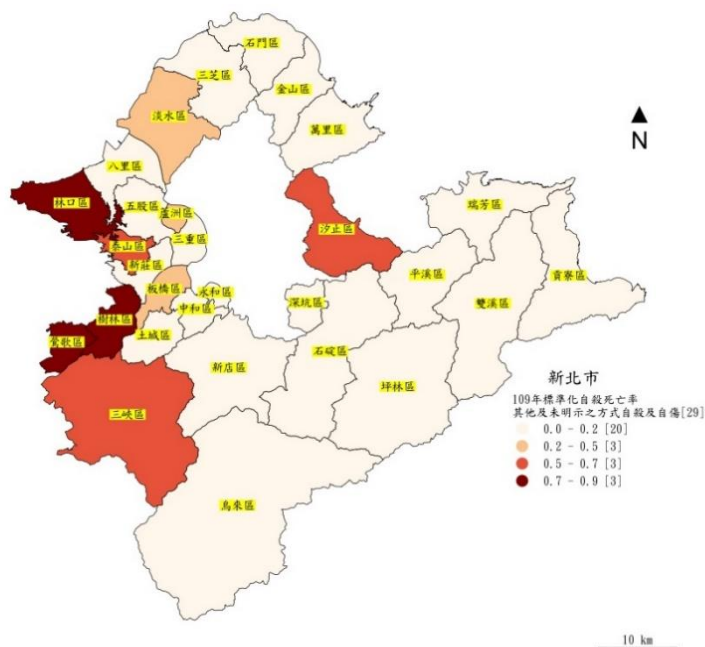 石門區
三芝區
金山區
淡水區
萬里區
N
八里區
林口區
五股區
蘆洲區
瑞芳區
汐止區
三重區
泰山區
新莊區
平溪區
貢寮區
板橋區
永和區
深坑區
雙溪區
中和區
樹林區
土城區
鶯歌區
石碇區
新店區
坪林區
三峽區
烏來區
新北市
109年標準化自殺死亡率
其他及未明示之方式自殺及自傷[29]
0.0 - 0.2 [20]
0.2 - 0.5 [3]
0.5 - 0.7 [3]
0.7 - 0.9 [3]
10 km